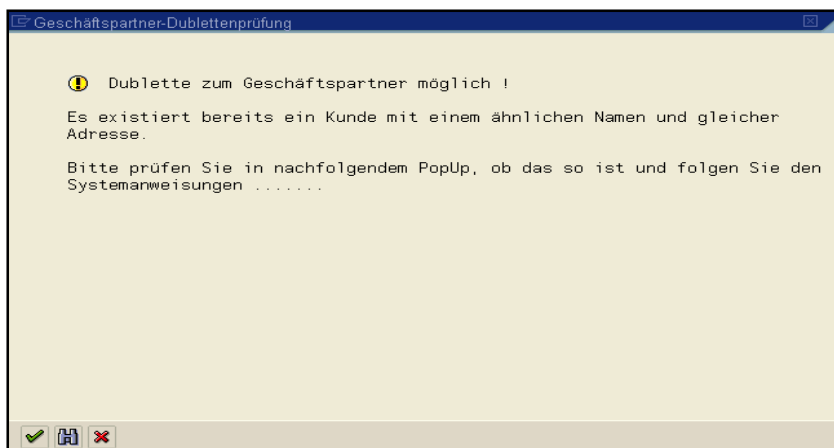 Geschäftspartner-Dublettenprüfung
Dublette zum Geschäftspartner möglich !
Es existiert bereits ein Kunde mit einem ähnlichen Namen und gleicher
Adresse.
Bitte prüfen Sie in nachfolgendem PopUp, ob das so ist und folgen Sie den
Systemanweisungen .......